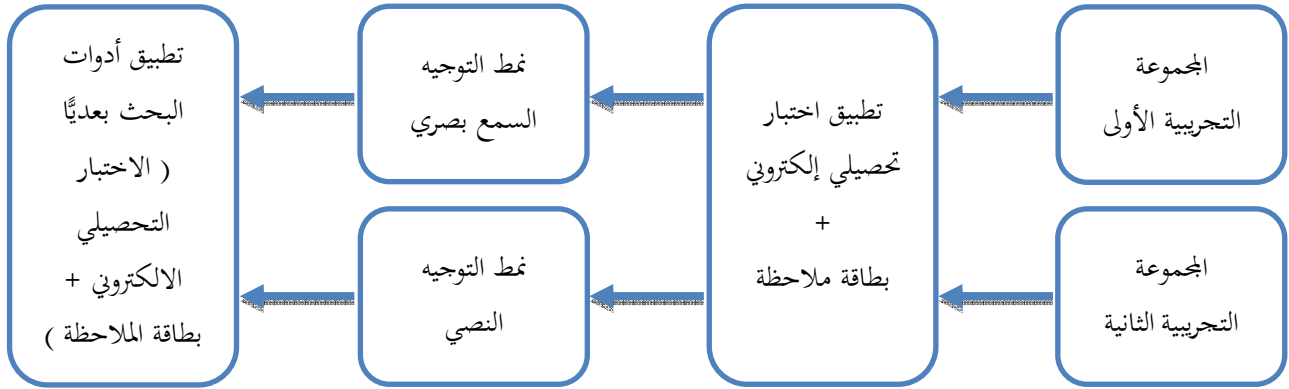 المجموعة
التجريبية الأولى
المجموعة
التجريبية الثانية
تطبيق اختبار
تحصيلي إلكتروني
+
بطاقة ملاحظة
نمط التوجيه
السمع بصري
نمط التوجيه
النصي
تطبيق أدوات
البحث بعديًّا
( الاختبار
التحصيلي
الالكتروني +
بطاقة الملاحظة )